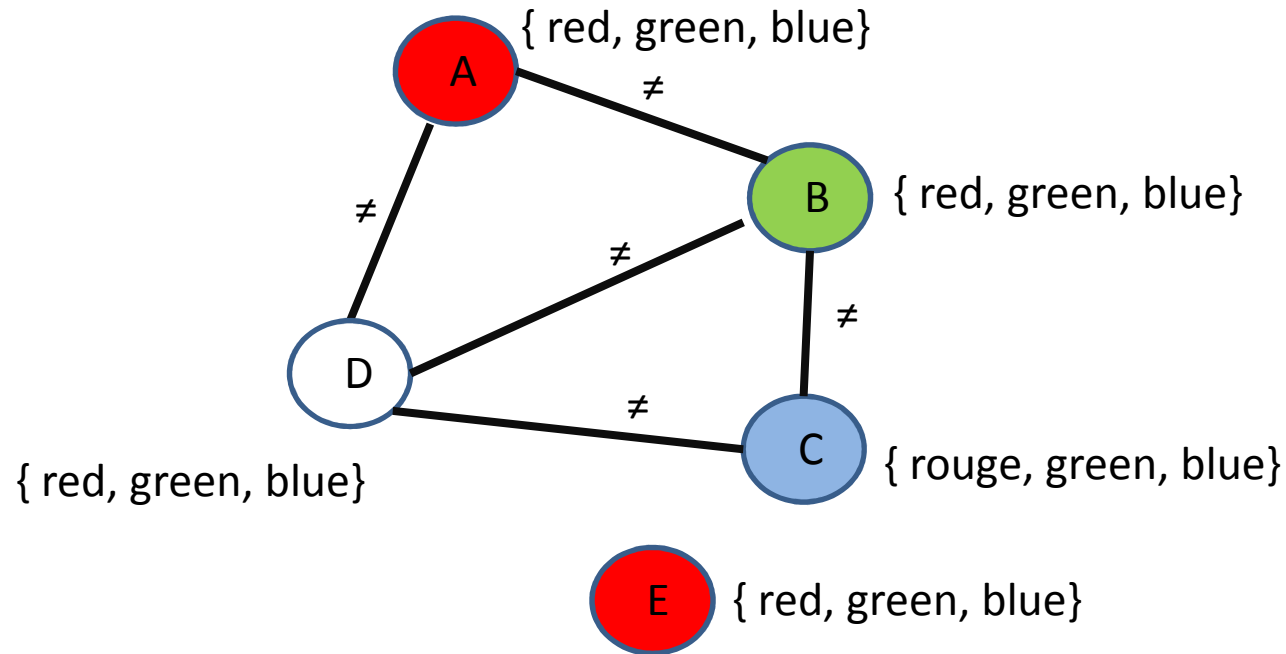 { red, green, blue}
A
≠
B
{ red, green, blue}
≠
≠
≠
D
≠
C
{ rouge, green, blue}
{ red, green, blue}
E
{ red, green, blue}